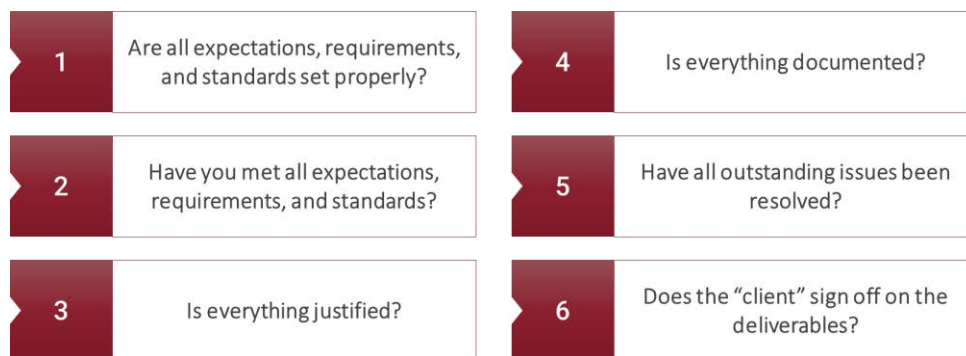 1
Are all expectations, requirements,
and standards set properly?
2
Have you met all expectations,
requirements, and standards?
3
Is everything justified?
4
Is everything documented?
5
Have all outstanding issues been
resolved?
6
Does the “client” sign off on the
deliverables?